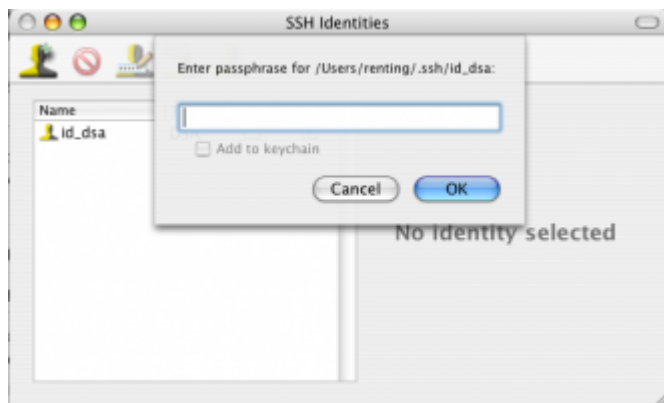 SSH Identities
Enter passphrase for /Users/renting/.ssh/id_dsa:
Name
id_dsa
Add to keychain
Cancel
OK
No identity selected